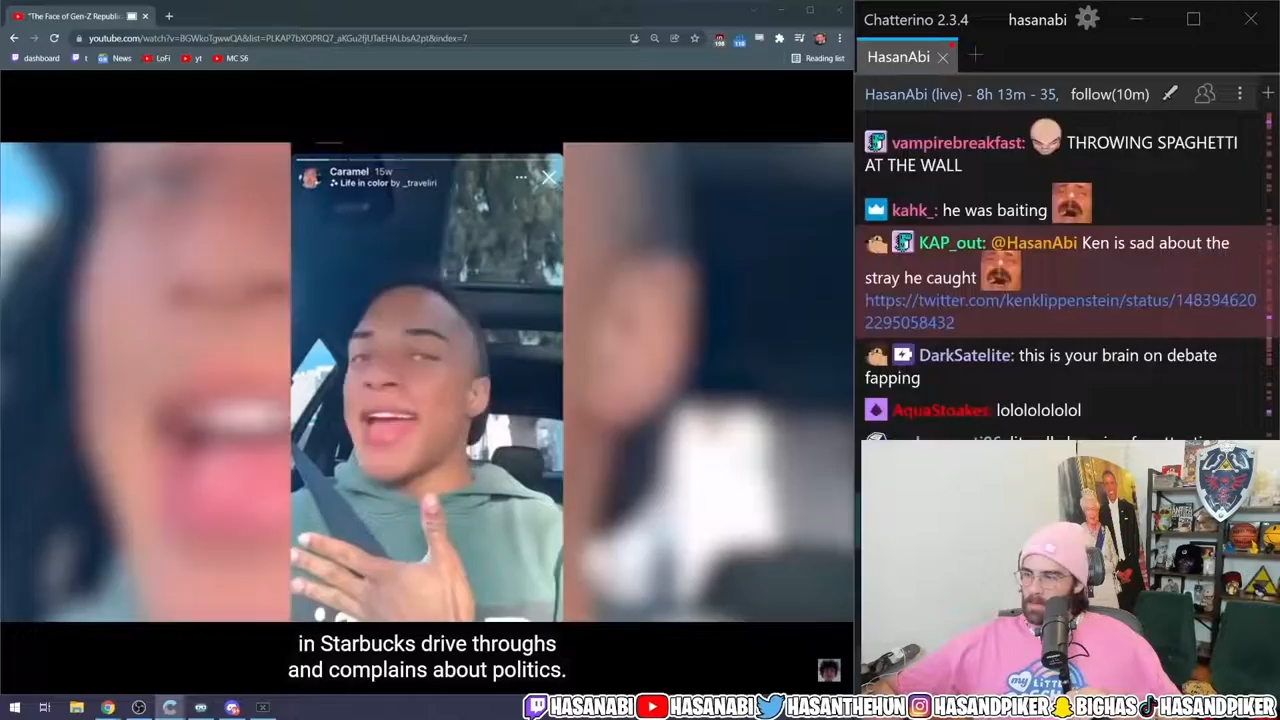 "The Face of Gen-Z Republic
youtube.com/watch?v=BGWkoTgwwQA&list=PLKAP7bXOPRQ7_aKGu2fjUTaEHALbsA2pt&index=7
dashboard
t
News
LoFi
yt
MC S6
Reading list
Caramel 15w
Life in color by _traveliri
in Starbucks drive throughs
and complains about politics.
Chatterino 2.3.4
hasanabi
HasanAbi
HasanAbi (live) - 8h 13m - 35,
follow(10m)
vampirebreakfast: THROWING SPAGHETTI
AT THE WALL
kahk_: he was baiting
KAP_out: @HasanAbi Ken is sad about the
stray he caught
https://twitter.com/kenklippenstein/status/148394620
2295058432
DarkSatelite: this is your brain on debate
fapping
AquaStoakes: lolololololol
my LITTLE
HASANABI HASANABI HASANTHEHUN HASANDPIKER BIGHAS HASANDPIKER